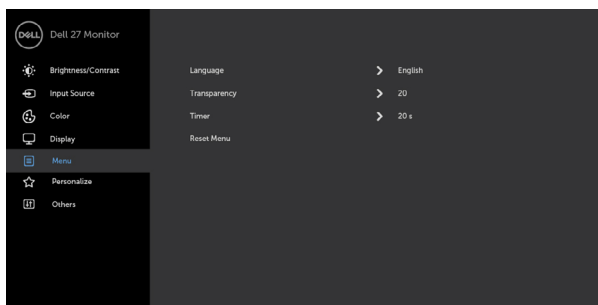 DELL Dell 27 Monitor
Brightness/Contrast
Input Source
Color
Display
Menu
Personalize
Others
Language English
Transparency 20
Timer 20 s
Reset Menu